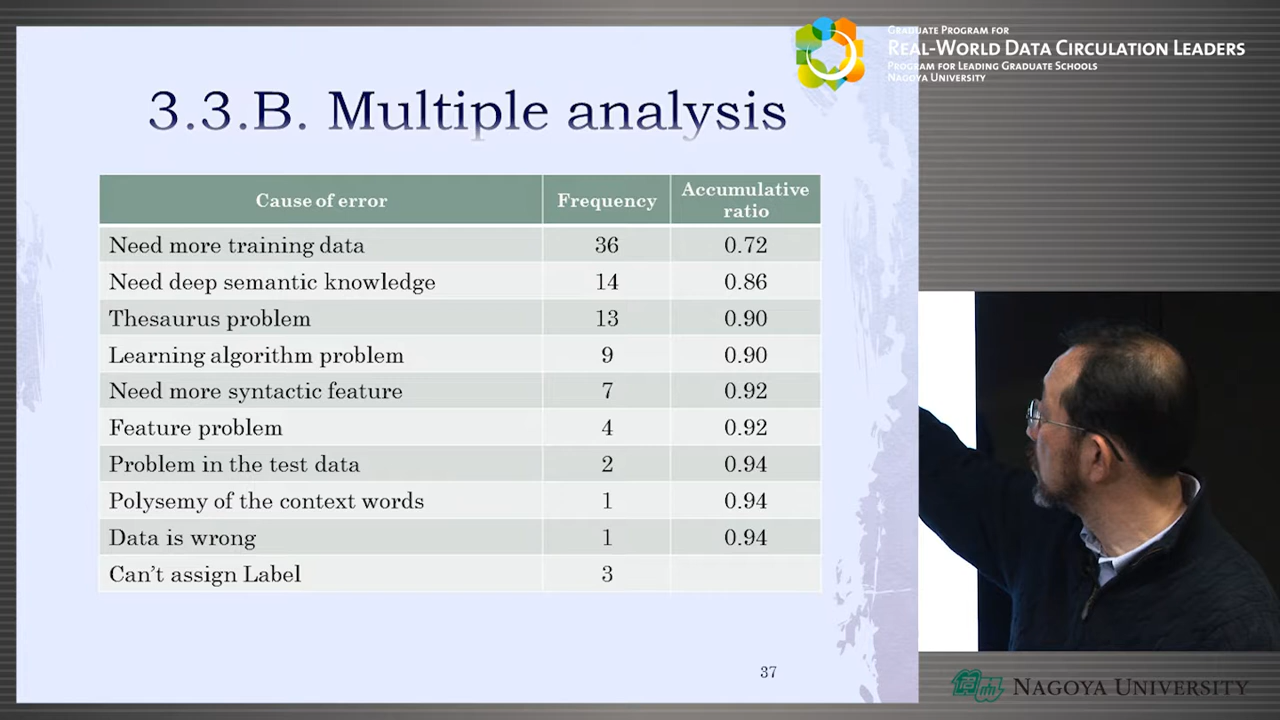 GRADUATE PROGRAM FOR
REAL-WORLD DATA CIRCULATION LEADERS
PROGRAM FOR LEADING GRADUATE SCHOOLS
NAGOYA UNIVERSITY
3.3.B. Multiple analysis
Cause of error Frequency Accumulative ratio
Need more training data 36 0.72
Need deep semantic knowledge 14 0.86
Thesaurus problem 13 0.90
Learning algorithm problem 9 0.90
Need more syntactic feature 7 0.92
Feature problem 4 0.92
Problem in the test data 2 0.94
Polysemy of the context words 1 0.94
Data is wrong 1 0.94
Can't assign Label 3
37
NAGOYA UNIVERSITY